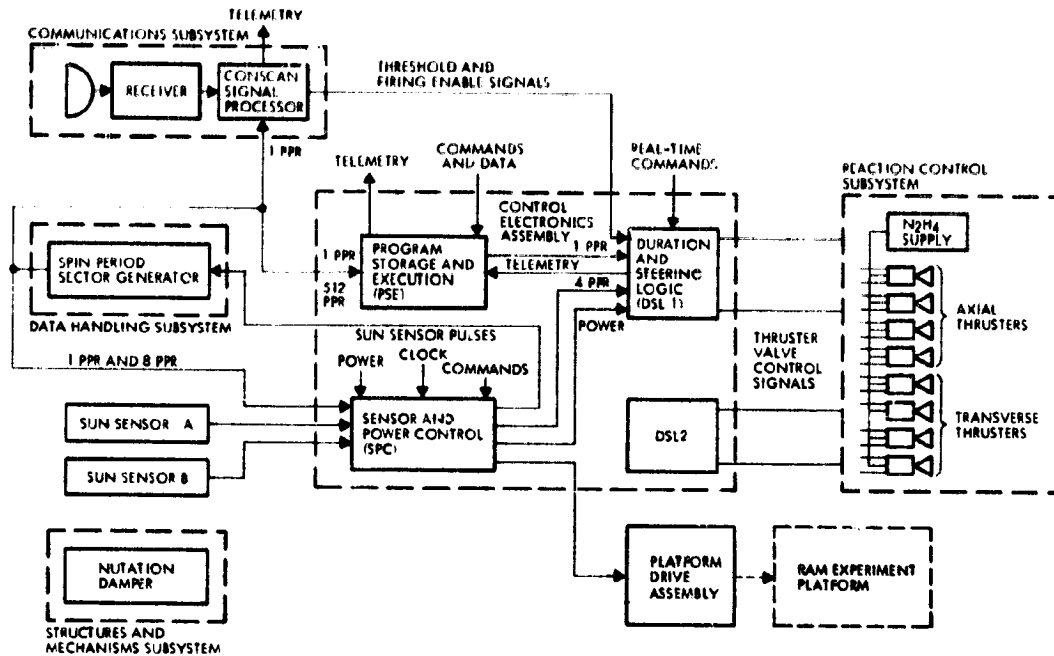 TELEMETRY
COMMUNICATIONS SUBSYSTEM
RECEIVER
CONSCAN
SIGNAL
PROCESSOR
THRESHOLD AND
FIRING ENABLE SIGNALS
1 PPR
TELEMETRY
COMMANDS
AND DATA
REAL-TIME
COMMANDS
REACTION CONTROL
SUBSYSTEM
N2H4
SUPPLY
CONTROL
ELECTRONICS
ASSEMBLY
SPIN PERIOD
SECTOR GENERATOR
DATA HANDLING SUBSYSTEM
1 PPR
512
PPR
PROGRAM
STORAGE AND
EXECUTION
(PSE)
1 PPR
TELEMETRY
4 PPR
POWER
DURATION
AND
STEERING
LOGIC
(DSL 1)
AXIAL
THRUSTERS
SUN SENSOR PULSES
THRUSTER
VALVE
CONTROL
SIGNALS
1 PPR AND 8 PPR
POWER
CLOCK
COMMANDS
TRANSVERSE
THRUSTERS
SUN SENSOR A
SENSOR AND
POWER CONTROL
(SPC)
DSL2
SUN SENSOR B
NUTATION
DAMPER
STRUCTURES AND
MECHANISMS SUBSYSTEM
PLATFORM
DRIVE
ASSEMBLY
RAM EXPERIMENT
PLATFORM